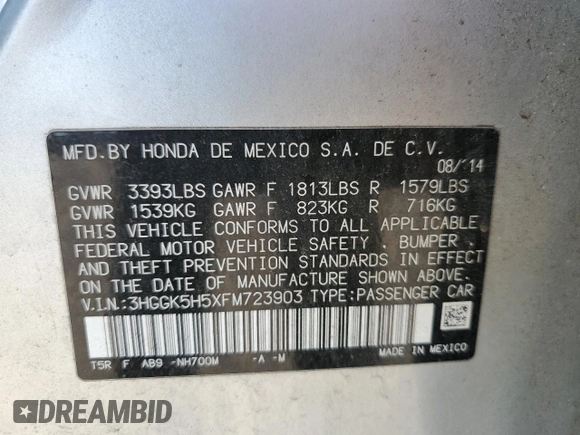 MFD.BY HONDA DE MEXICO S.A. DE C.V.
08/14
GVWR 3393LBS GAWR F 1813LBS R 1579LBS
GVWR 1539KG GAWR F 823KG R 716KG
THIS VEHICLE CONFORMS TO ALL APPLICABLE
FEDERAL MOTOR VEHICLE SAFETY, BUMPER,
AND THEFT PREVENTION STANDARDS IN EFFECT
ON THE DATE OF MANUFACTURE SHOWN ABOVE.
V.I.N.:3HGGK5H5XFM723903 TYPE:PASSENGER CAR
T5R F AB9 -NH700M -A -M
MADE IN MEXICO
DREAMBID